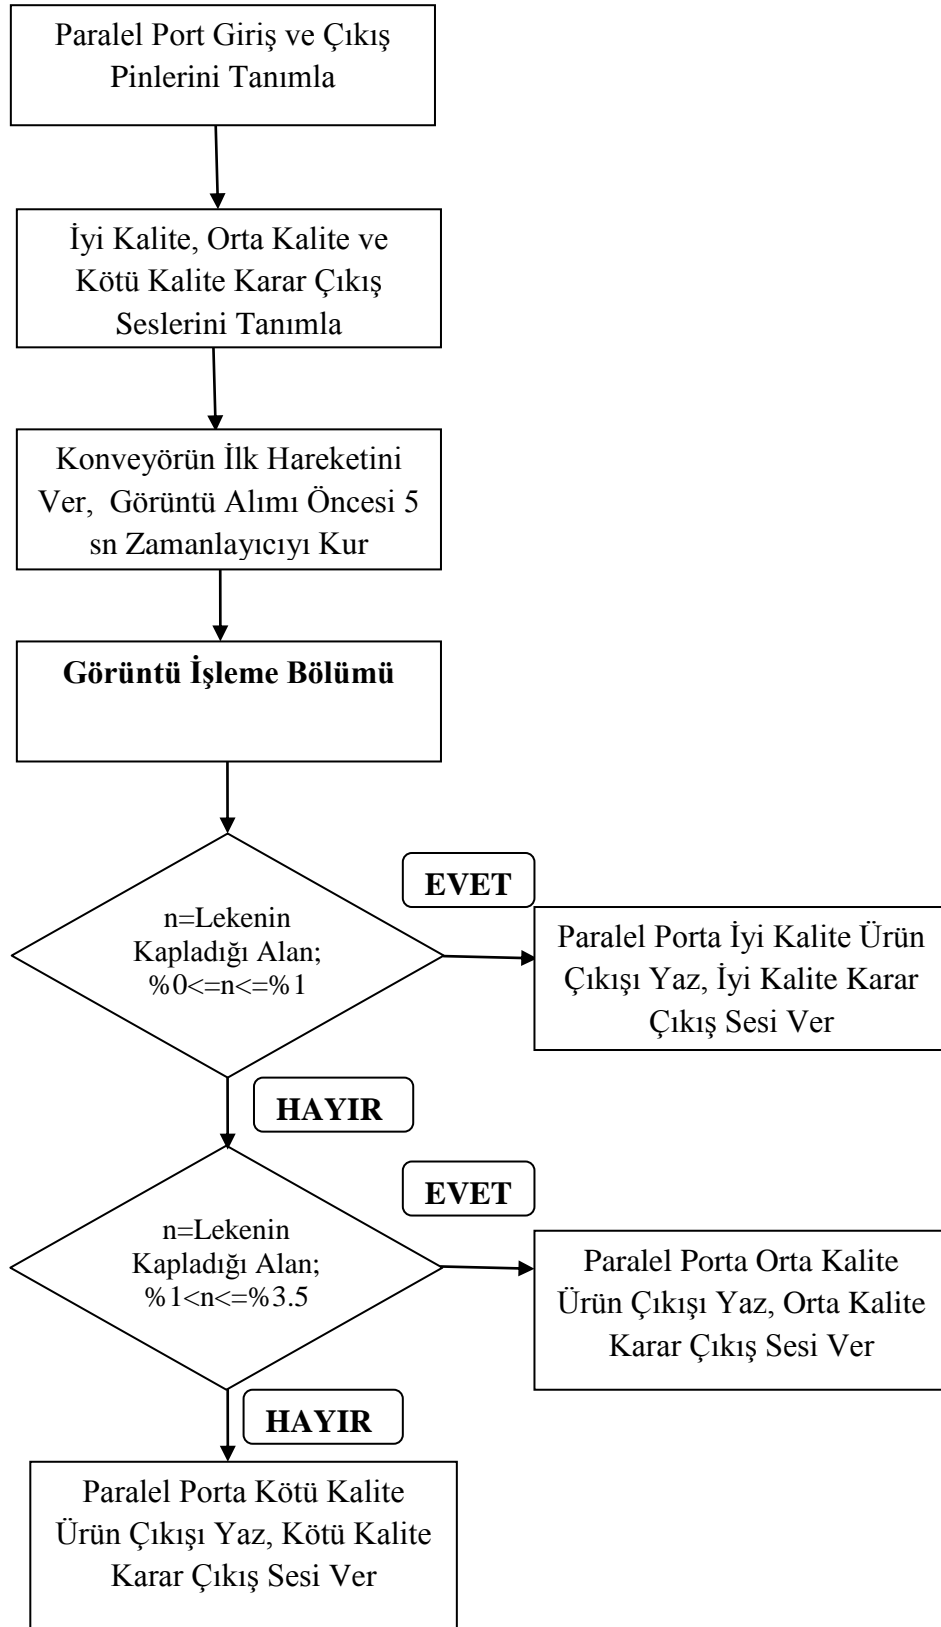 Paralel Port Giriş ve Çıkış
Pinlerini Tanımla
İyi Kalite, Orta Kalite ve
Kötü Kalite Karar Çıkış
Seslerini Tanımla
Konveyörün İlk Hareketini
Ver, Görüntü Alımı Öncesi 5
sn Zamanlayıcıyı Kur
Görüntü İşleme Bölümü
n=Lekenin
Kapladığı Alan;
%0<=n<=%1
EVET
Paralel Porta İyi Kalite Ürün
Çıkışı Yaz, İyi Kalite Karar
Çıkış Sesi Ver
HAYIR
n=Lekenin
Kapladığı Alan;
%1<n<=%3.5
EVET
Paralel Porta Orta Kalite
Ürün Çıkışı Yaz, Orta Kalite
Karar Çıkış Sesi Ver
HAYIR
Paralel Porta Kötü Kalite
Ürün Çıkışı Yaz, Kötü Kalite
Karar Çıkış Sesi Ver